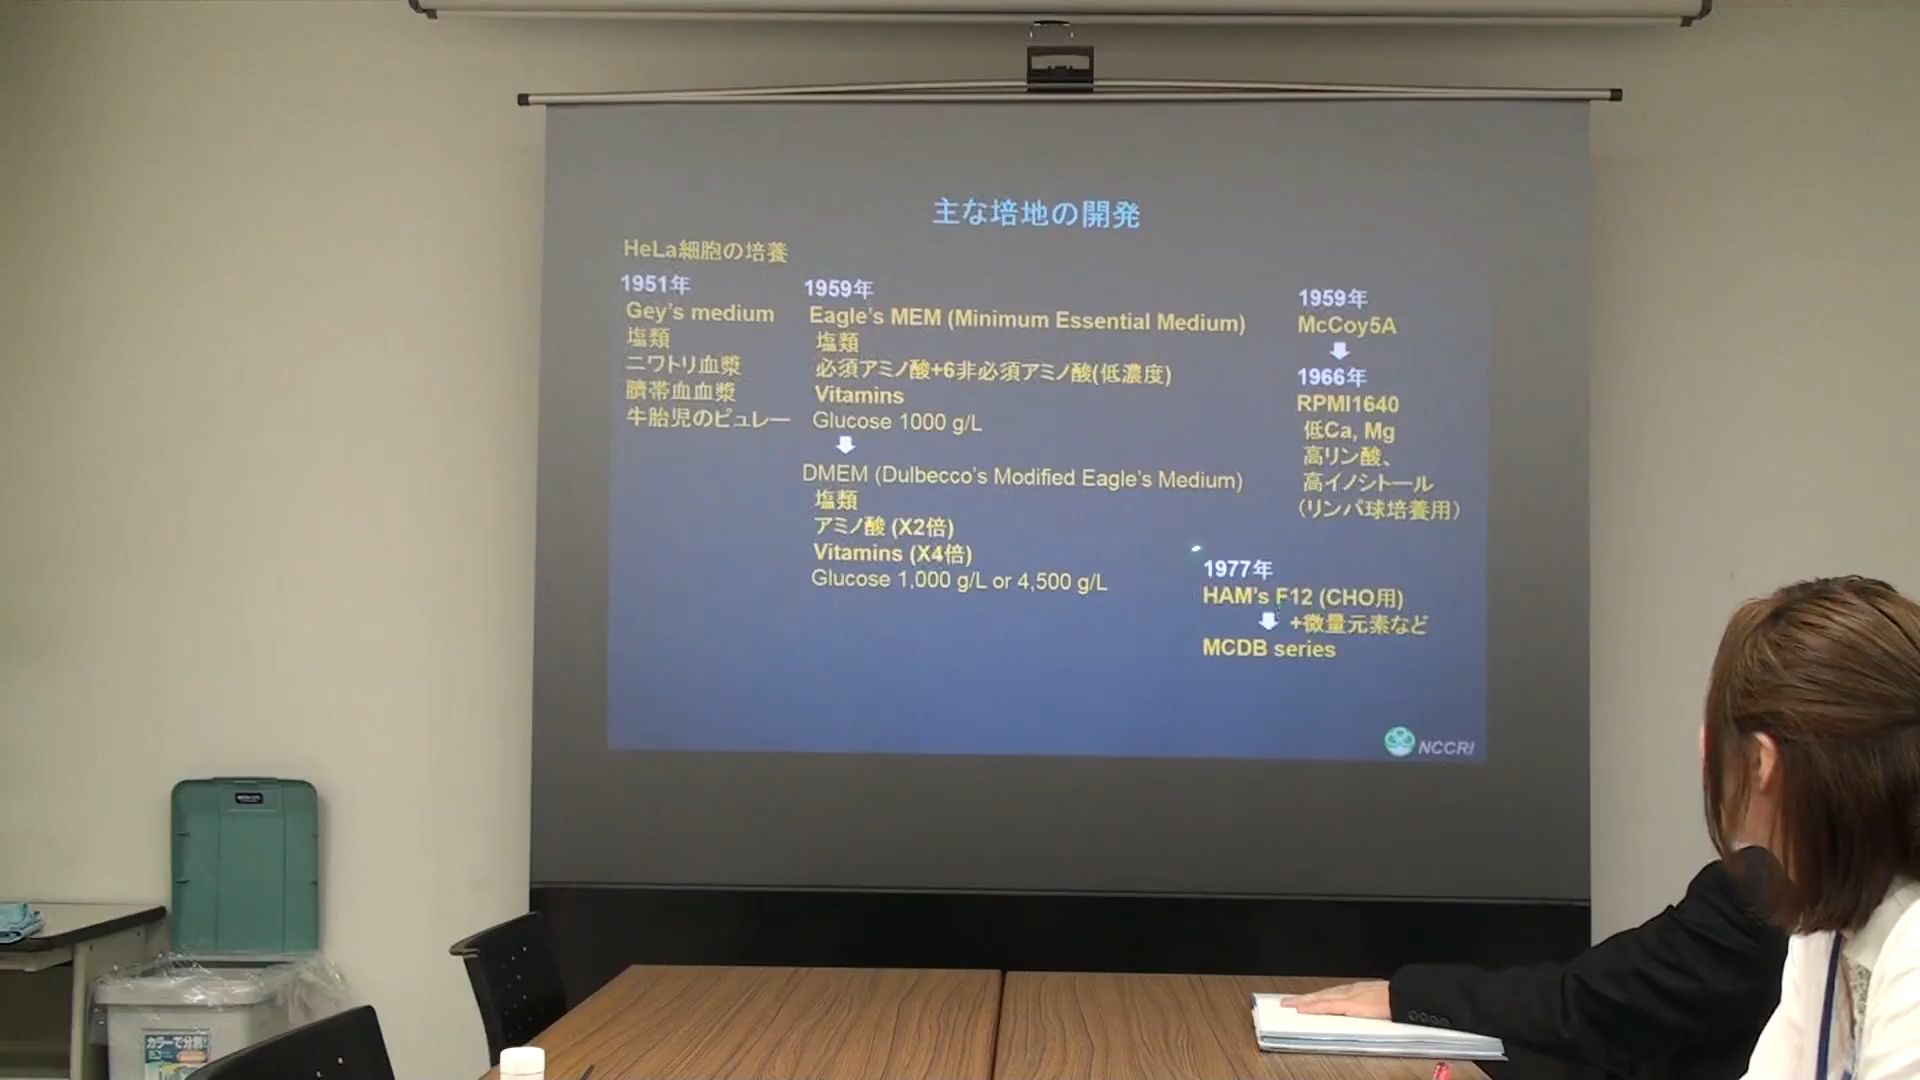 主な培地の開発
HeLa細胞の培養
1951年
Gey's medium
塩類
ニワトリ血漿
臍帯血血漿
牛胎児のピュレー
1959年
Eagle's MEM (Minimum Essential Medium)
塩類
必須アミノ酸+6非必須アミノ酸(低濃度)
Vitamins
Glucose 1000 g/L
DMEM (Dulbecco's Modified Eagle's Medium)
塩類
アミノ酸 (X2倍)
Vitamins (X4倍)
Glucose 1,000 g/L or 4,500 g/L
1959年
McCoy5A
1966年
RPMI1640
低Ca, Mg
高リン酸、
高イノシトール
(リンパ球培養用)
1977年
HAM's F12 (CHO用)
+微量元素など
MCDB series
NCCRI
カラーで分別!